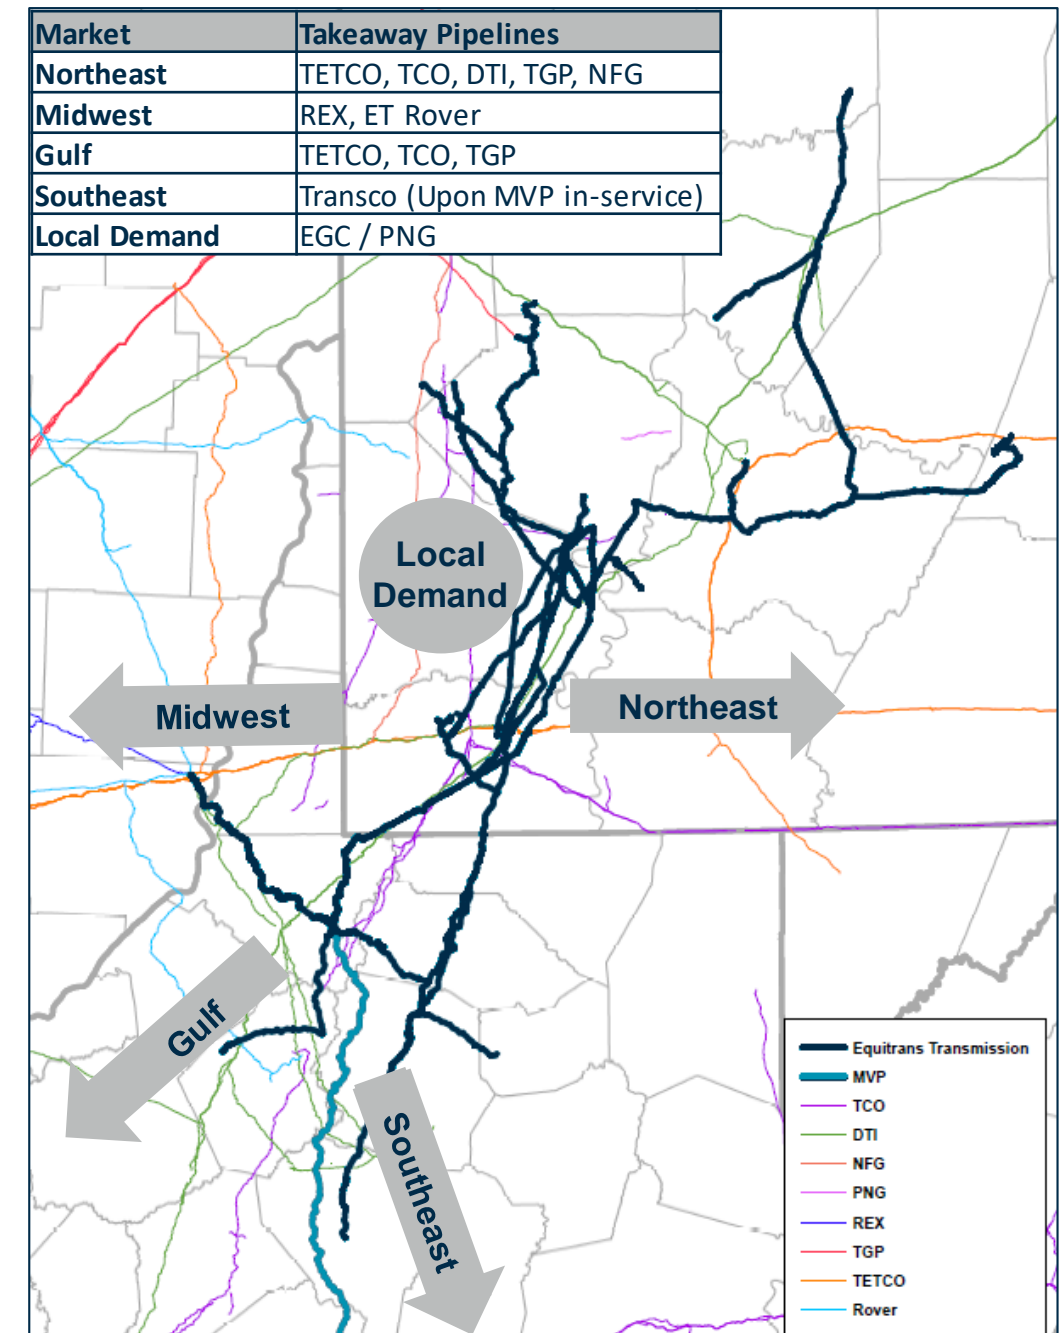 Market Takeaway Pipelines
Northeast TETCO, TCO, DTI, TGP, NFG
Midwest REX, ET Rover
Gulf TETCO, TCO, TGP
Southeast Transco (Upon MVP in-service)
Local Demand EGC / PNG
Local
Demand
Midwest
Northeast
Gulf
Southeast
Equitrans Transmission
MVP
TCO
DTI
NFG
PNG
REX
TGP
TETCO
Rover